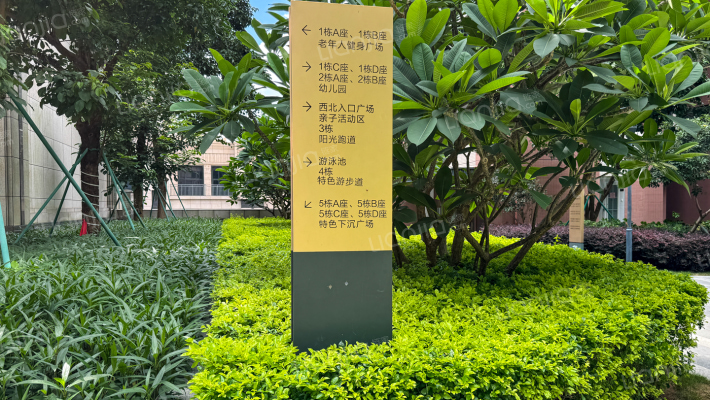 ← 1栋A座、1栋B座
老年人健身广场
→ 1栋C座、1栋D座
2栋A座、2栋B座
幼儿园
→ 西北入口广场
亲子活动区
3栋
阳光跑道
→ 游泳池
4栋
特色游步道
↙ 5栋A座、5栋B座
5栋C座、5栋D座
特色下沉广场